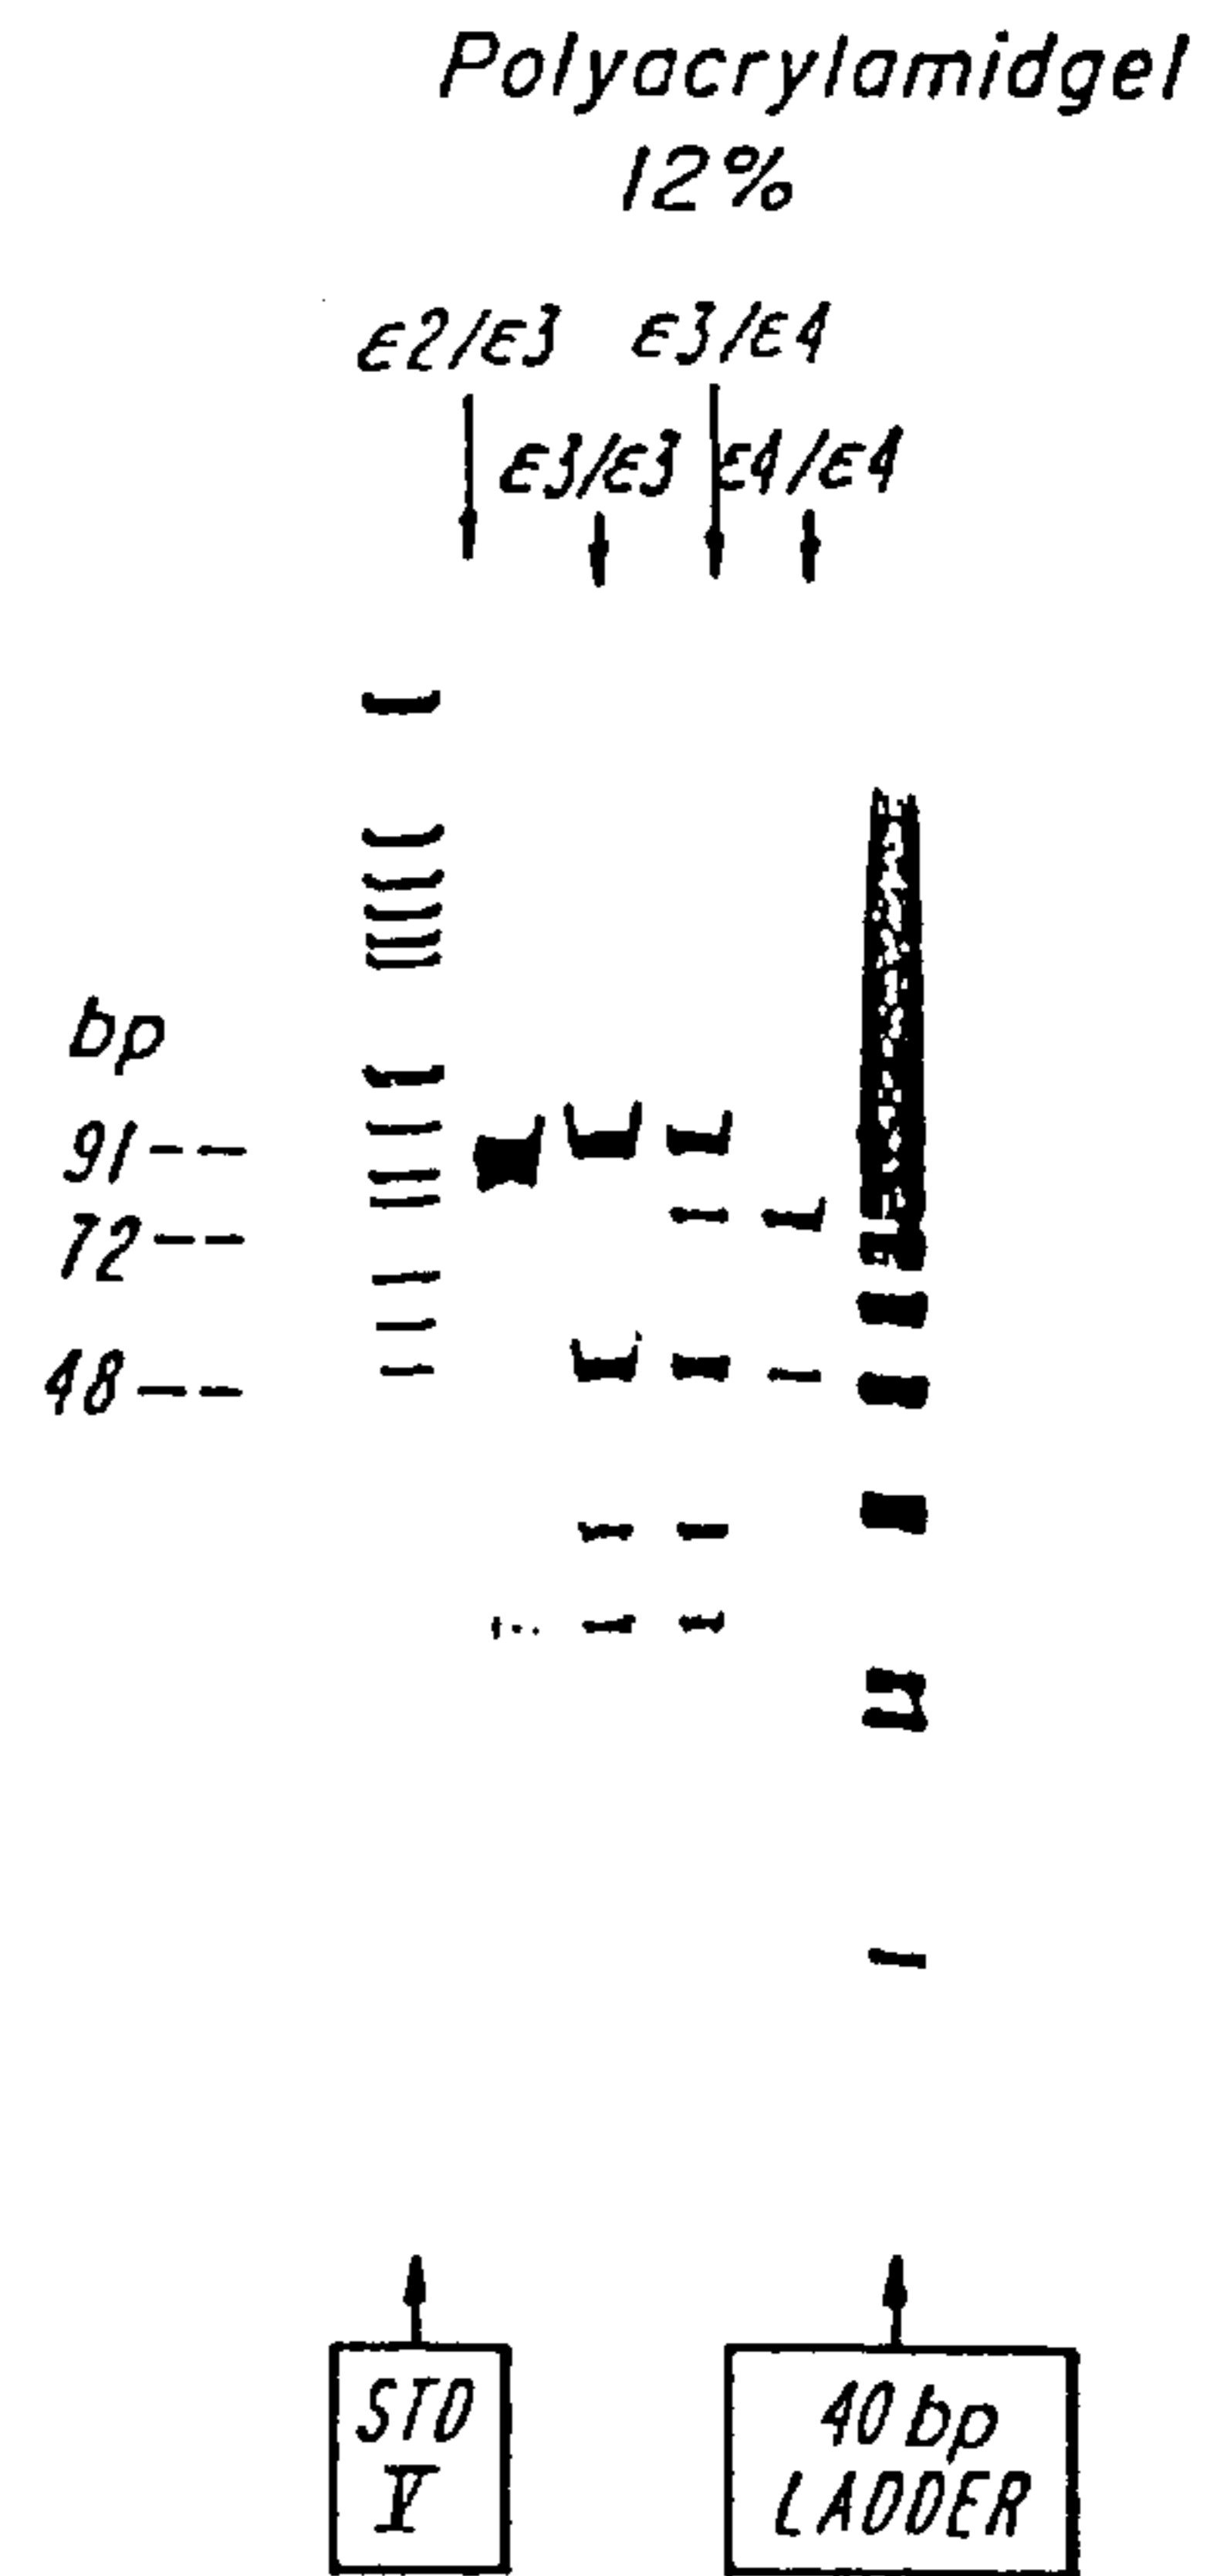 Polyacrylamidgel
12%
ε2/ε3 ε3/ε4
ε3/ε3 ε4/ε4
bp
91--
72--
48--
STD
V
40 bp
LADDER